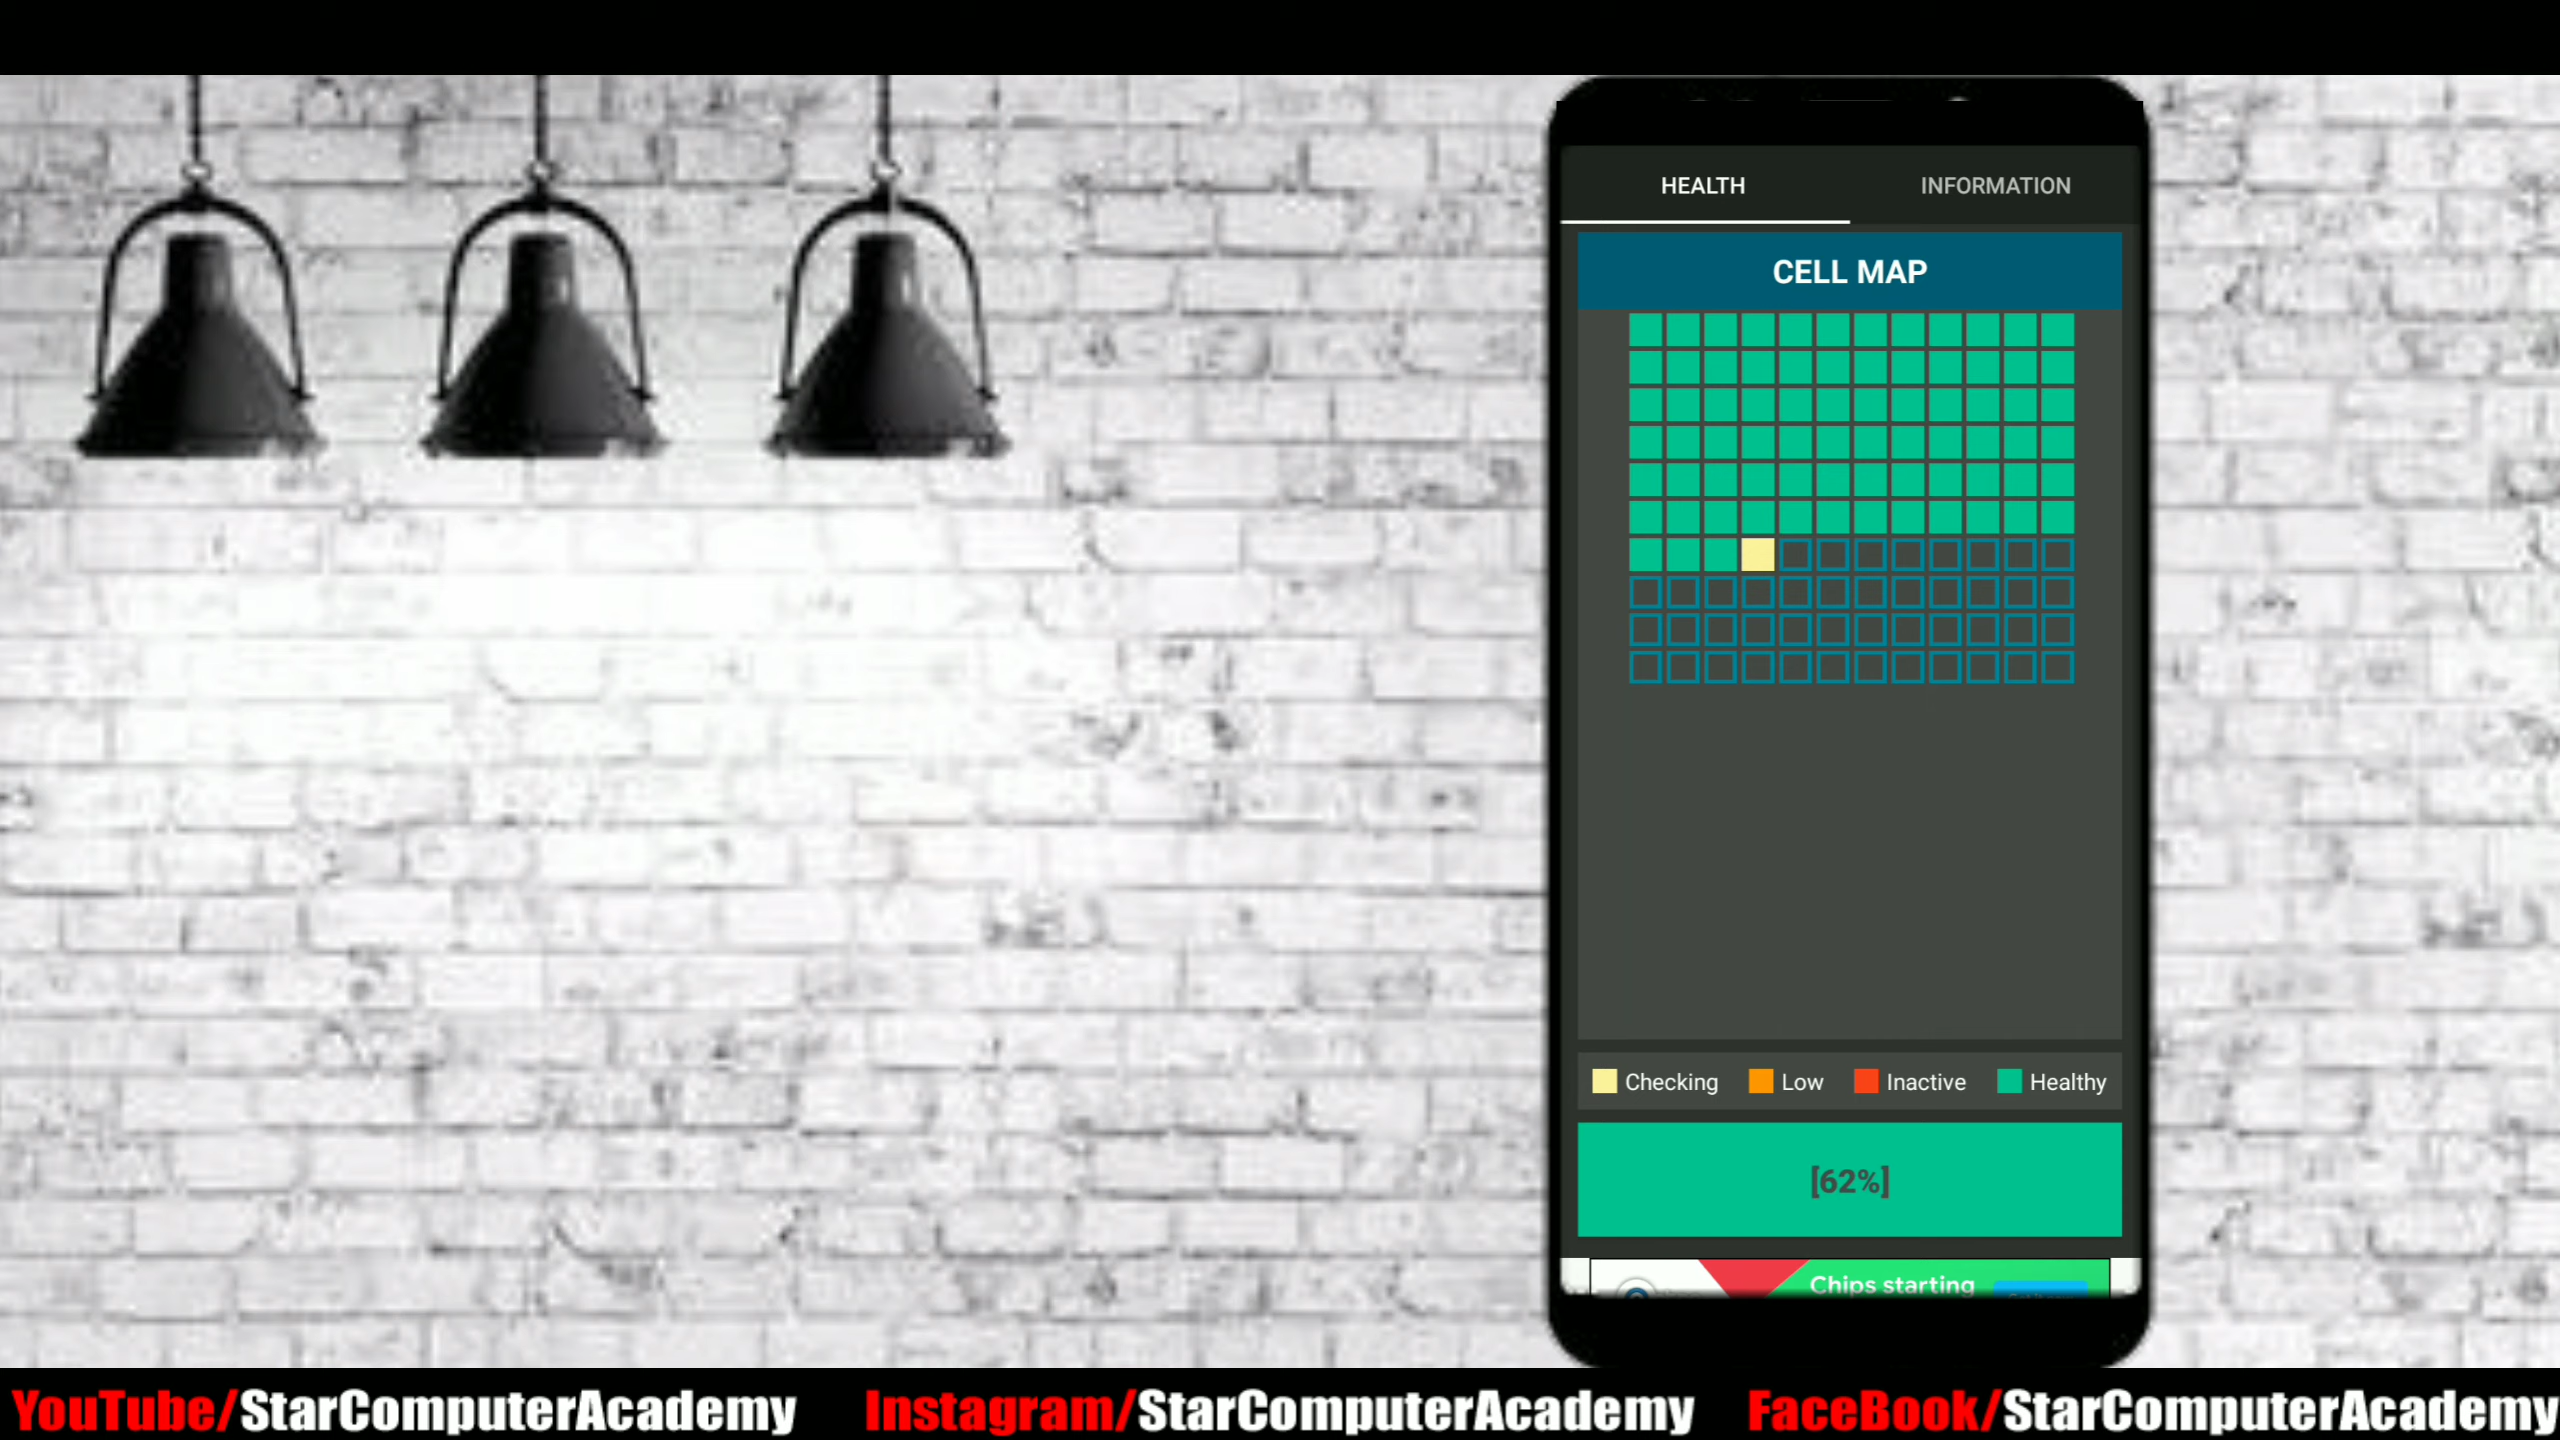 HEALTH INFORMATION
CELL MAP
Checking Low Inactive Healthy
[62%]
Chips starting
YouTube/StarComputerAcademy Instagram/StarComputerAcademy FaceBook/StarComputerAcademy